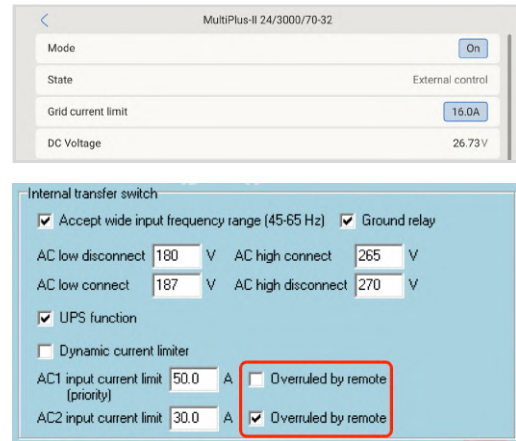 MultiPlus-II 24/3000/70-32
Mode On
State External control
Grid current limit 16.0A
DC Voltage 26.73V
Internal transfer switch
Accept wide input frequency range (45-65 Hz) Ground relay
AC low disconnect 180 V AC high connect 265 V
AC low connect 187 V AC high disconnect 270 V
UPS function
Dynamic current limiter
AC1 input current limit 50.0 A Overruled by remote
(priority)
AC2 input current limit 30.0 A Overruled by remote